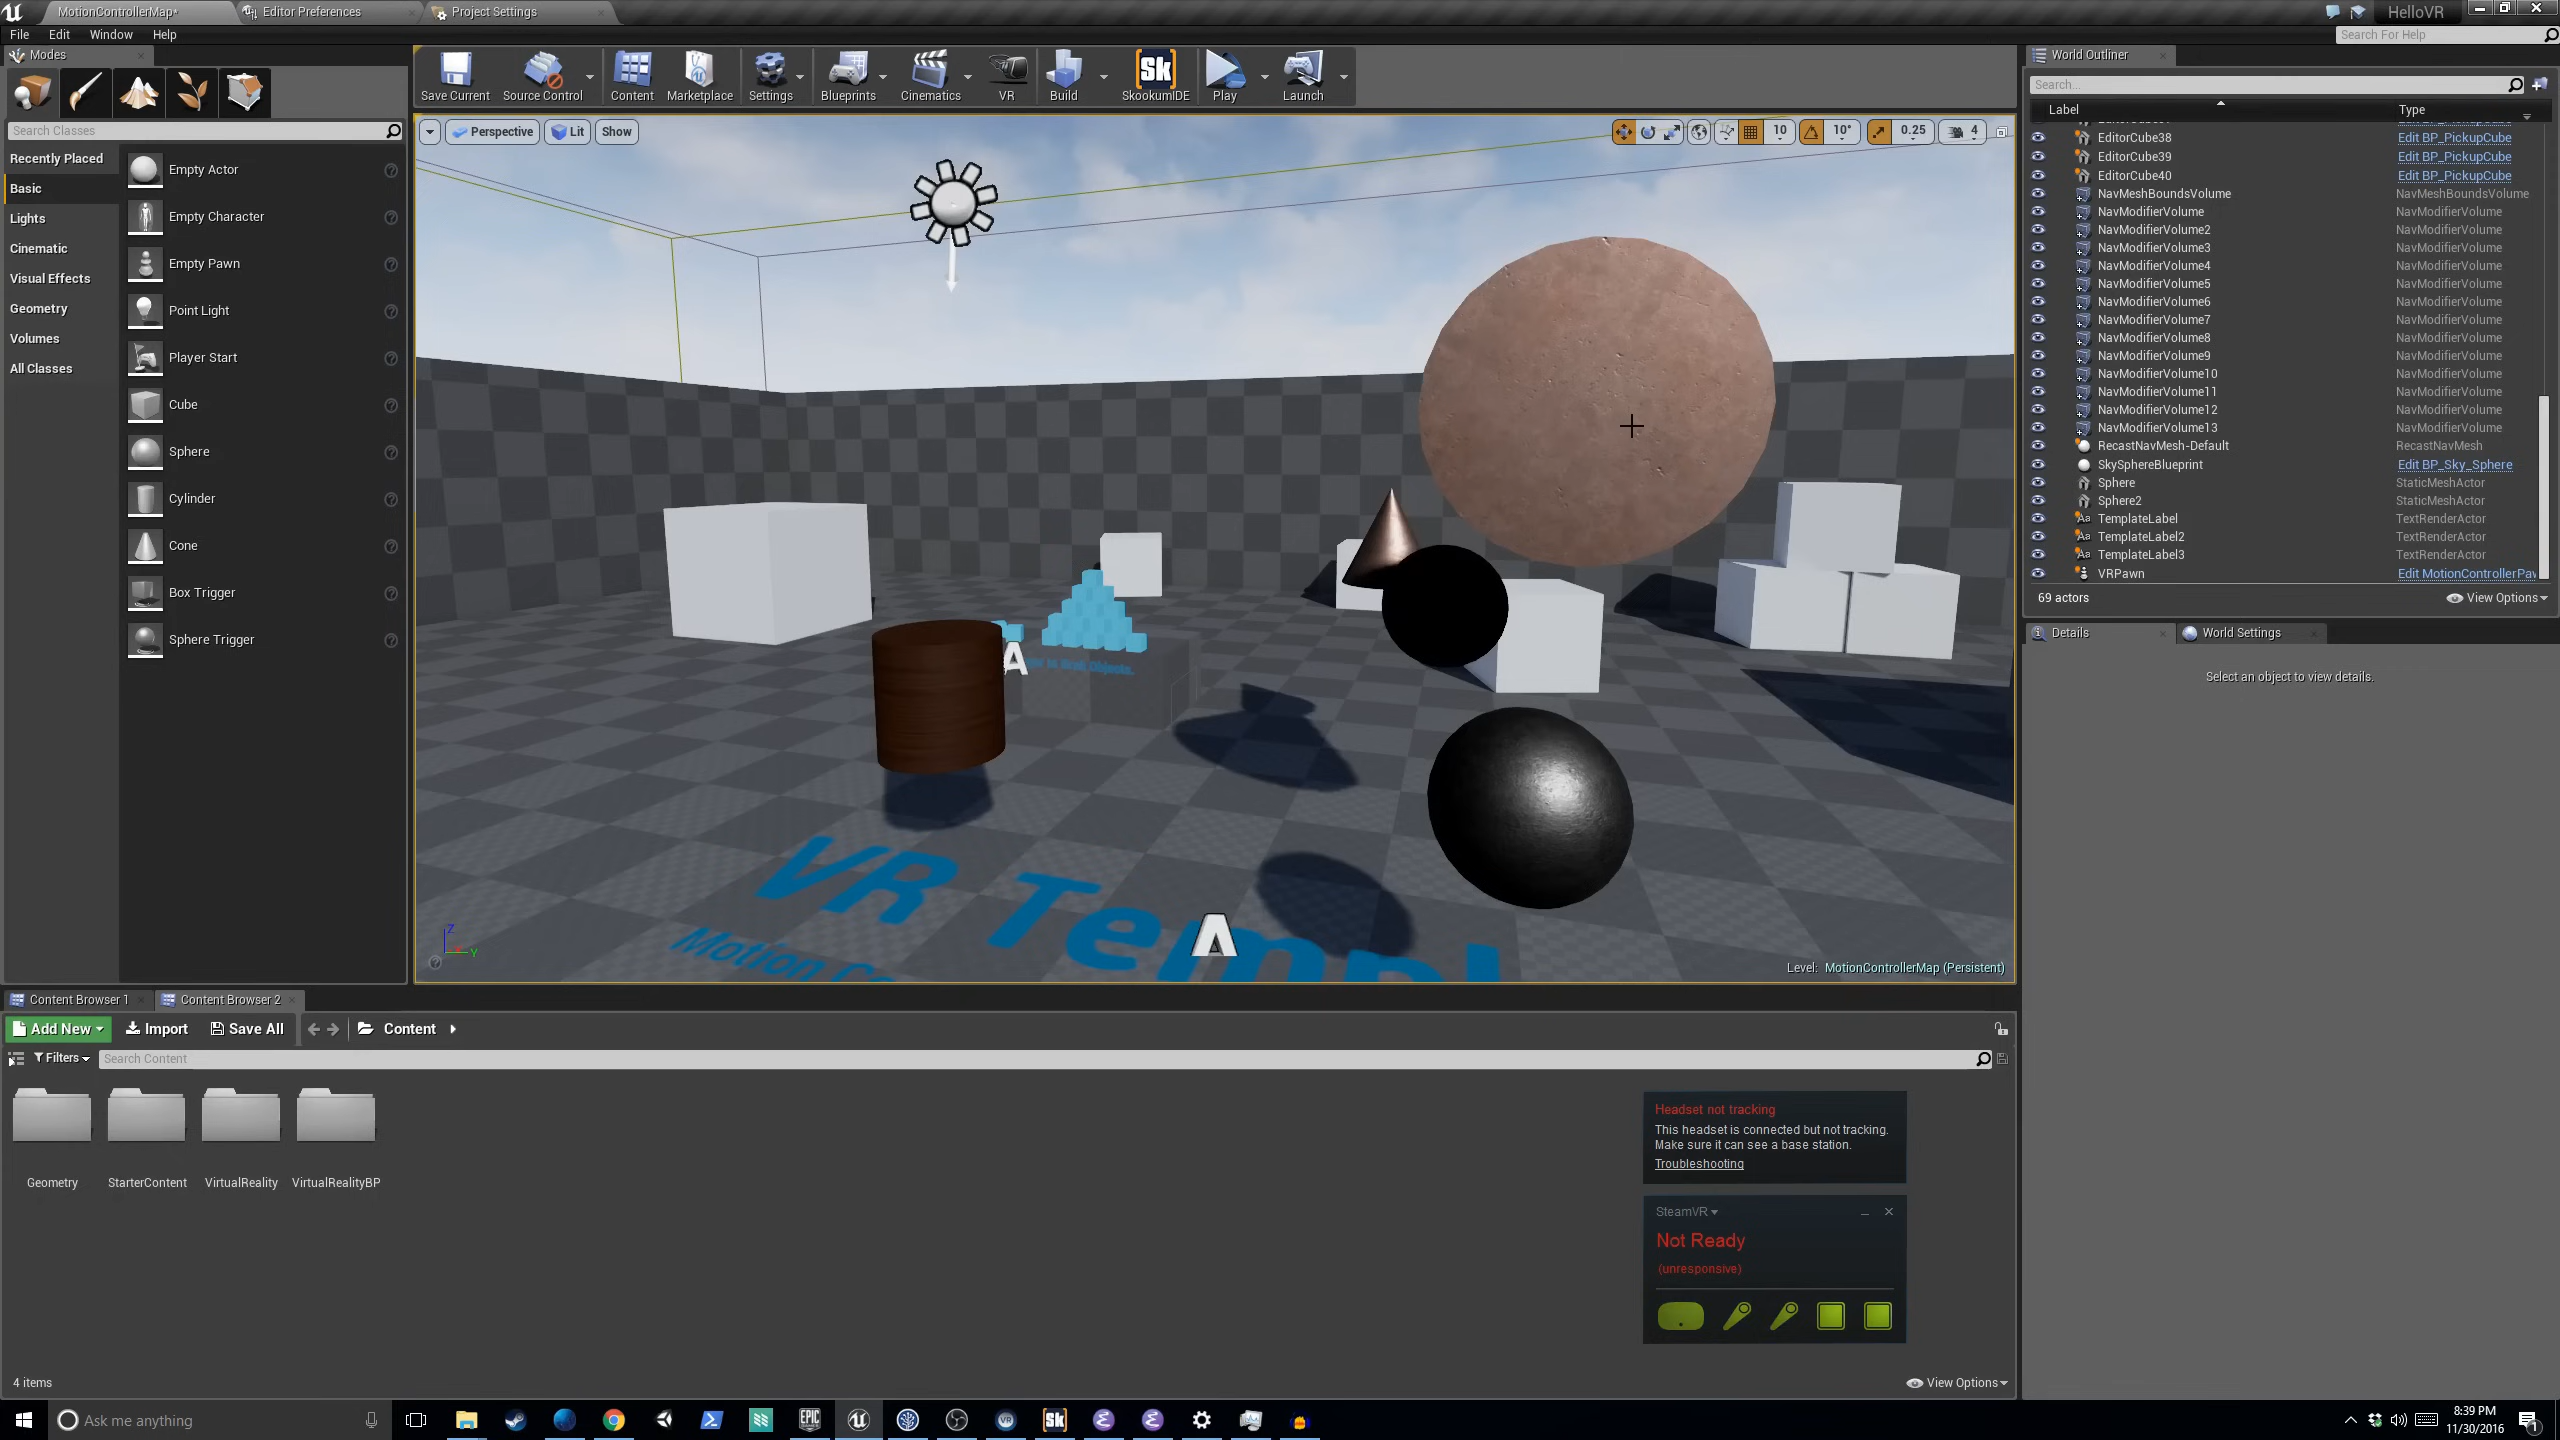 MotionControllerMap*
Editor Preferences
Project Settings
HelloVR
File
Edit
Window
Help
Search For Help
Modes
Save Current
Source Control
Content
Marketplace
Settings
Blueprints
Cinematics
VR
Build
Sk
SkookumIDE
Play
Launch
World Outliner
Search...
Label
Type
Search Classes
Recently Placed
Basic
Lights
Cinematic
Visual Effects
Geometry
Volumes
All Classes
Empty Actor
Empty Character
Empty Pawn
Point Light
Player Start
Cube
Sphere
Cylinder
Cone
Box Trigger
Sphere Trigger
Perspective
Lit
Show
10
10°
0.25
4
EditorCube38 Edit BP_PickupCube
EditorCube39 Edit BP_PickupCube
EditorCube40 Edit BP_PickupCube
NavMeshBoundsVolume NavMeshBoundsVolume
NavModifierVolume NavModifierVolume
NavModifierVolume2 NavModifierVolume
NavModifierVolume3 NavModifierVolume
NavModifierVolume4 NavModifierVolume
NavModifierVolume5 NavModifierVolume
NavModifierVolume6 NavModifierVolume
NavModifierVolume7 NavModifierVolume
NavModifierVolume8 NavModifierVolume
NavModifierVolume9 NavModifierVolume
NavModifierVolume10 NavModifierVolume
NavModifierVolume11 NavModifierVolume
NavModifierVolume12 NavModifierVolume
NavModifierVolume13 NavModifierVolume
RecastNavMesh-Default RecastNavMesh
SkySphereBlueprint Edit BP_Sky_Sphere
Sphere StaticMeshActor
Sphere2 StaticMeshActor
TemplateLabel TextRenderActor
TemplateLabel2 TextRenderActor
TemplateLabel3 TextRenderActor
VRPawn Edit MotionControllerPaw
69 actors
View Options
Details
World Settings
Select an object to view details.
to Grab Objects.
VR Templ
Motion Co
Z
Y
Level: MotionControllerMap (Persistent)
Content Browser 1
Content Browser 2
Add New
Import
Save All
Content
Filters
Search Content
Geometry
StarterContent
VirtualReality
VirtualRealityBP
Headset not tracking
This headset is connected but not tracking.
Make sure it can see a base station.
Troubleshooting
SteamVR
Not Ready
(unresponsive)
4 items
View Options
Ask me anything
EPIC
VR
Sk
8:39 PM
11/30/2016
1